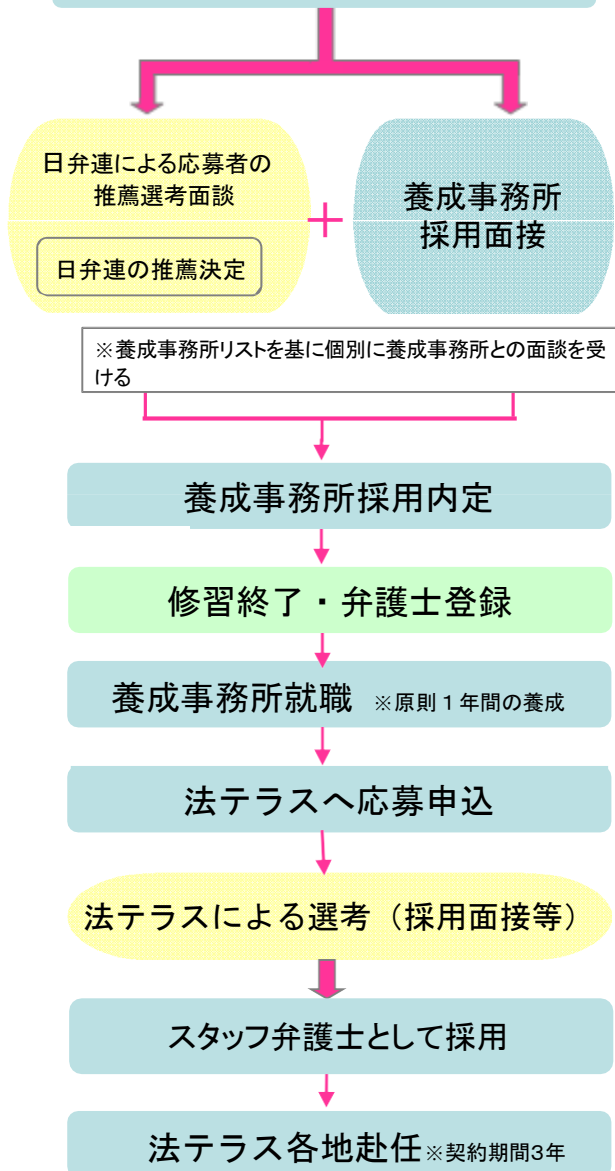 日弁連による応募者の
推薦選考面談
日弁連の推薦決定
＋
養成事務所
採用面接
※養成事務所リストを基に個別に養成事務所との面談を受
ける
養成事務所採用内定
修習終了・弁護士登録
養成事務所就職 ※原則１年間の養成
法テラスへ応募申込
法テラスによる選考（採用面接等）
スタッフ弁護士として採用
法テラス各地赴任※契約期間3年